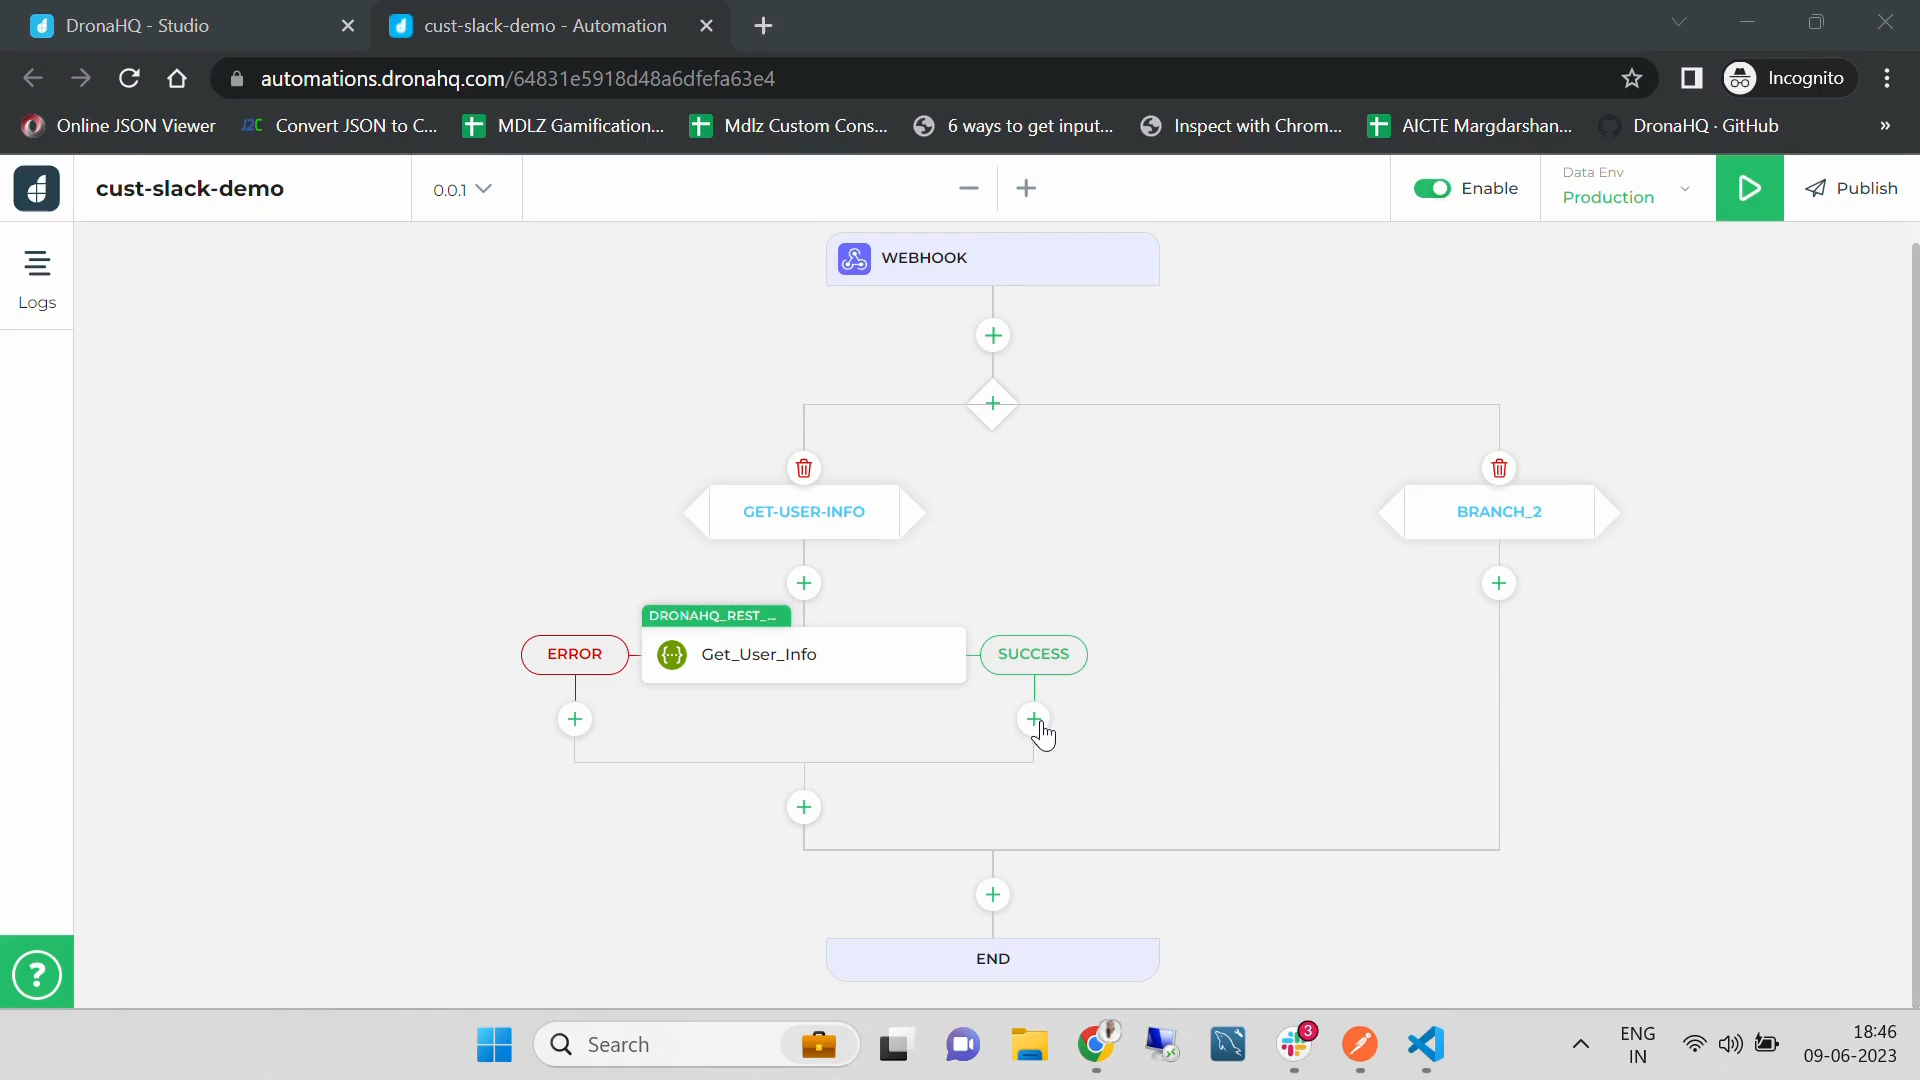 DronaHQ - Studio
cust-slack-demo - Automation
automations.dronahq.com/64831e5918d48a6dfefa63e4
Incognito
Online JSON Viewer
J2C Convert JSON to C...
MDLZ Gamification...
Mdlz Custom Cons...
6 ways to get input...
Inspect with Chrom...
AICTE Margdarshan...
DronaHQ · GitHub
»
cust-slack-demo
0.0.1
Enable
Data Env
Production
Publish
Logs
WEBHOOK
GET-USER-INFO
BRANCH_2
DRONAHQ_REST_...
ERROR
Get_User_Info
SUCCESS
END
?
Search
3
ENG
IN
18:46
09-06-2023